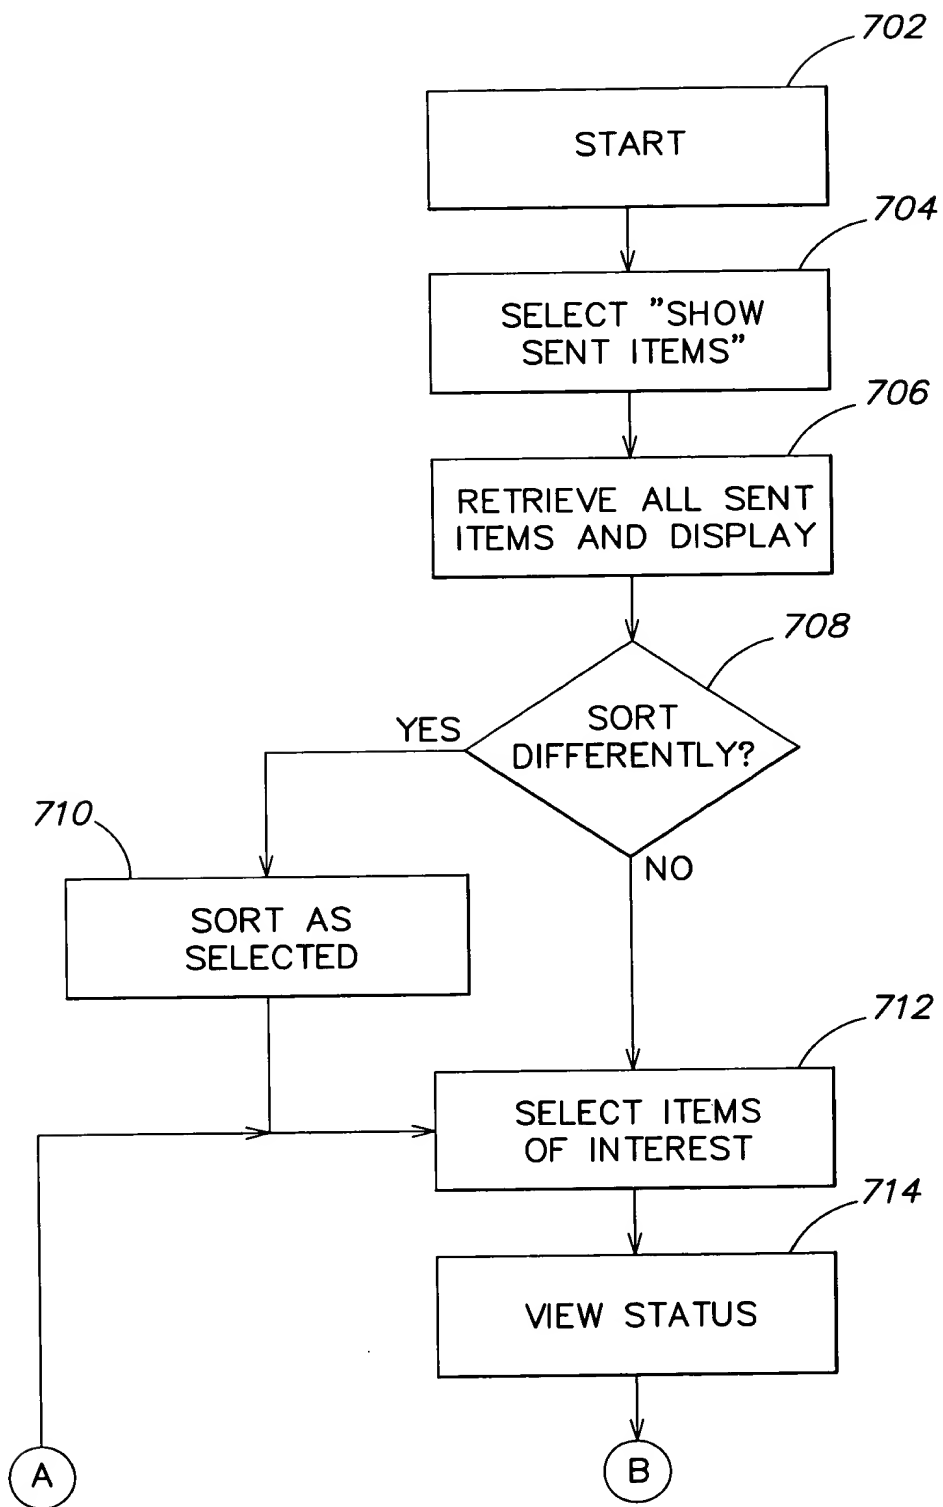 702
START
704
SELECT "SHOW
SENT ITEMS"
706
RETRIEVE ALL SENT
ITEMS AND DISPLAY
708
SORT
DIFFERENTLY?
YES
NO
710
SORT AS
SELECTED
712
SELECT ITEMS
OF INTEREST
714
VIEW STATUS
A
B